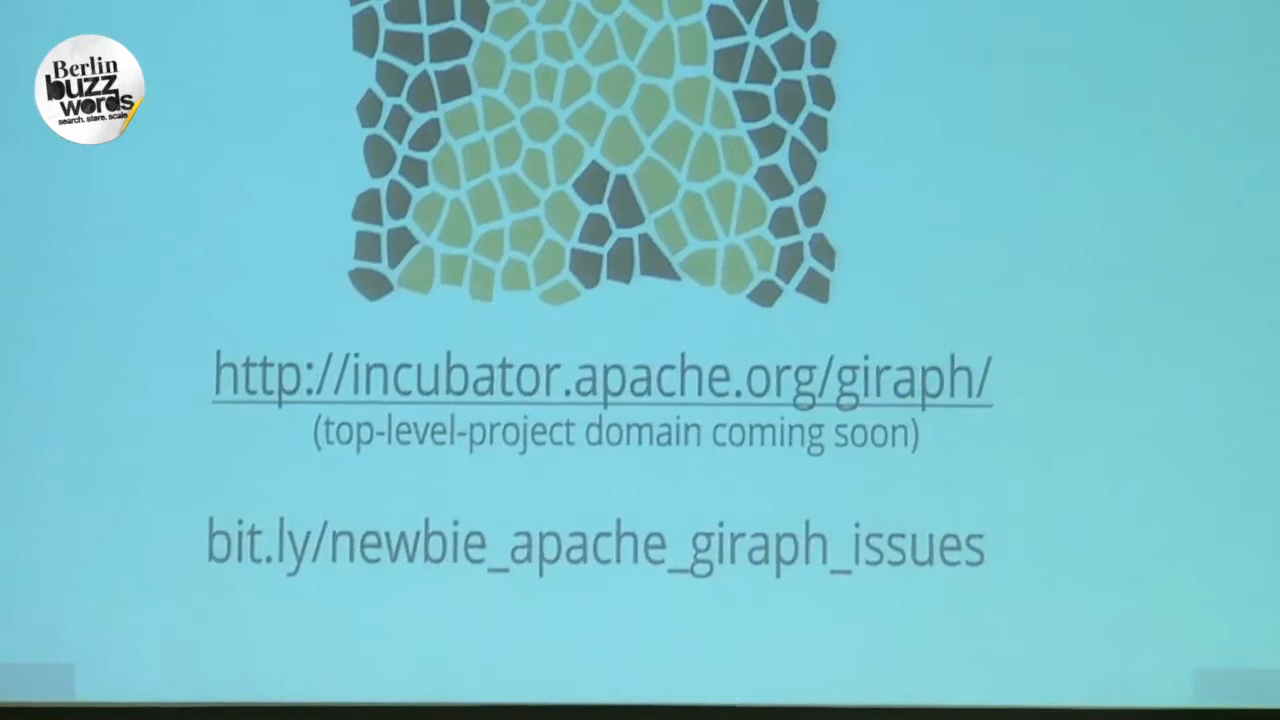 Berlin
buzz
words
search. store. scale
http://incubator.apache.org/giraph/
(top-level-project domain coming soon)
bit.ly/newbie_apache_giraph_issues